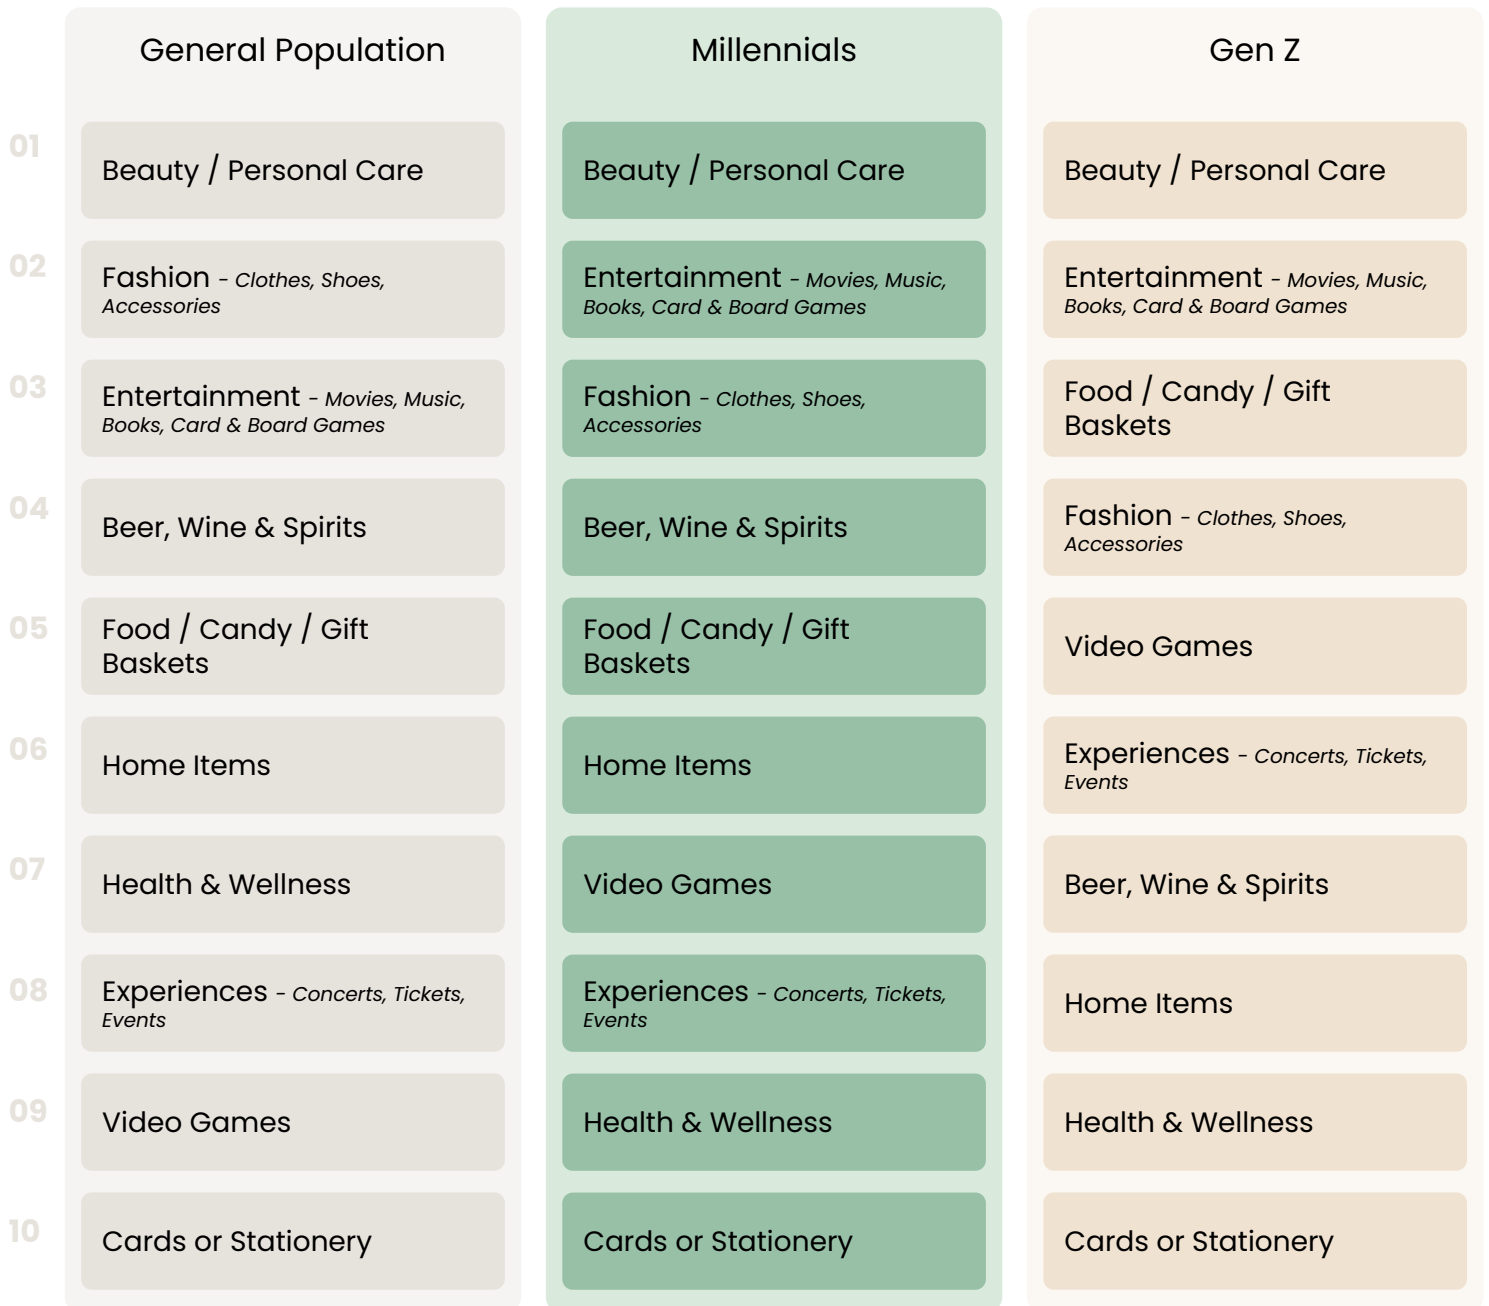 General Population
Millennials
Gen Z
01
Beauty / Personal Care
Beauty / Personal Care
Beauty / Personal Care
02
Fashion - Clothes, Shoes,
Accessories
Entertainment - Movies, Music,
Books, Card & Board Games
Entertainment - Movies, Music,
Books, Card & Board Games
03
Entertainment - Movies, Music,
Books, Card & Board Games
Fashion - Clothes, Shoes,
Accessories
Food / Candy / Gift
Baskets
04
Beer, Wine & Spirits
Beer, Wine & Spirits
Fashion - Clothes, Shoes,
Accessories
05
Food / Candy / Gift
Baskets
Food / Candy / Gift
Baskets
Video Games
06
Home Items
Home Items
Experiences - Concerts, Tickets,
Events
07
Health & Wellness
Video Games
Beer, Wine & Spirits
08
Experiences - Concerts, Tickets,
Events
Experiences - Concerts, Tickets,
Events
Home Items
09
Video Games
Health & Wellness
Health & Wellness
10
Cards or Stationery
Cards or Stationery
Cards or Stationery